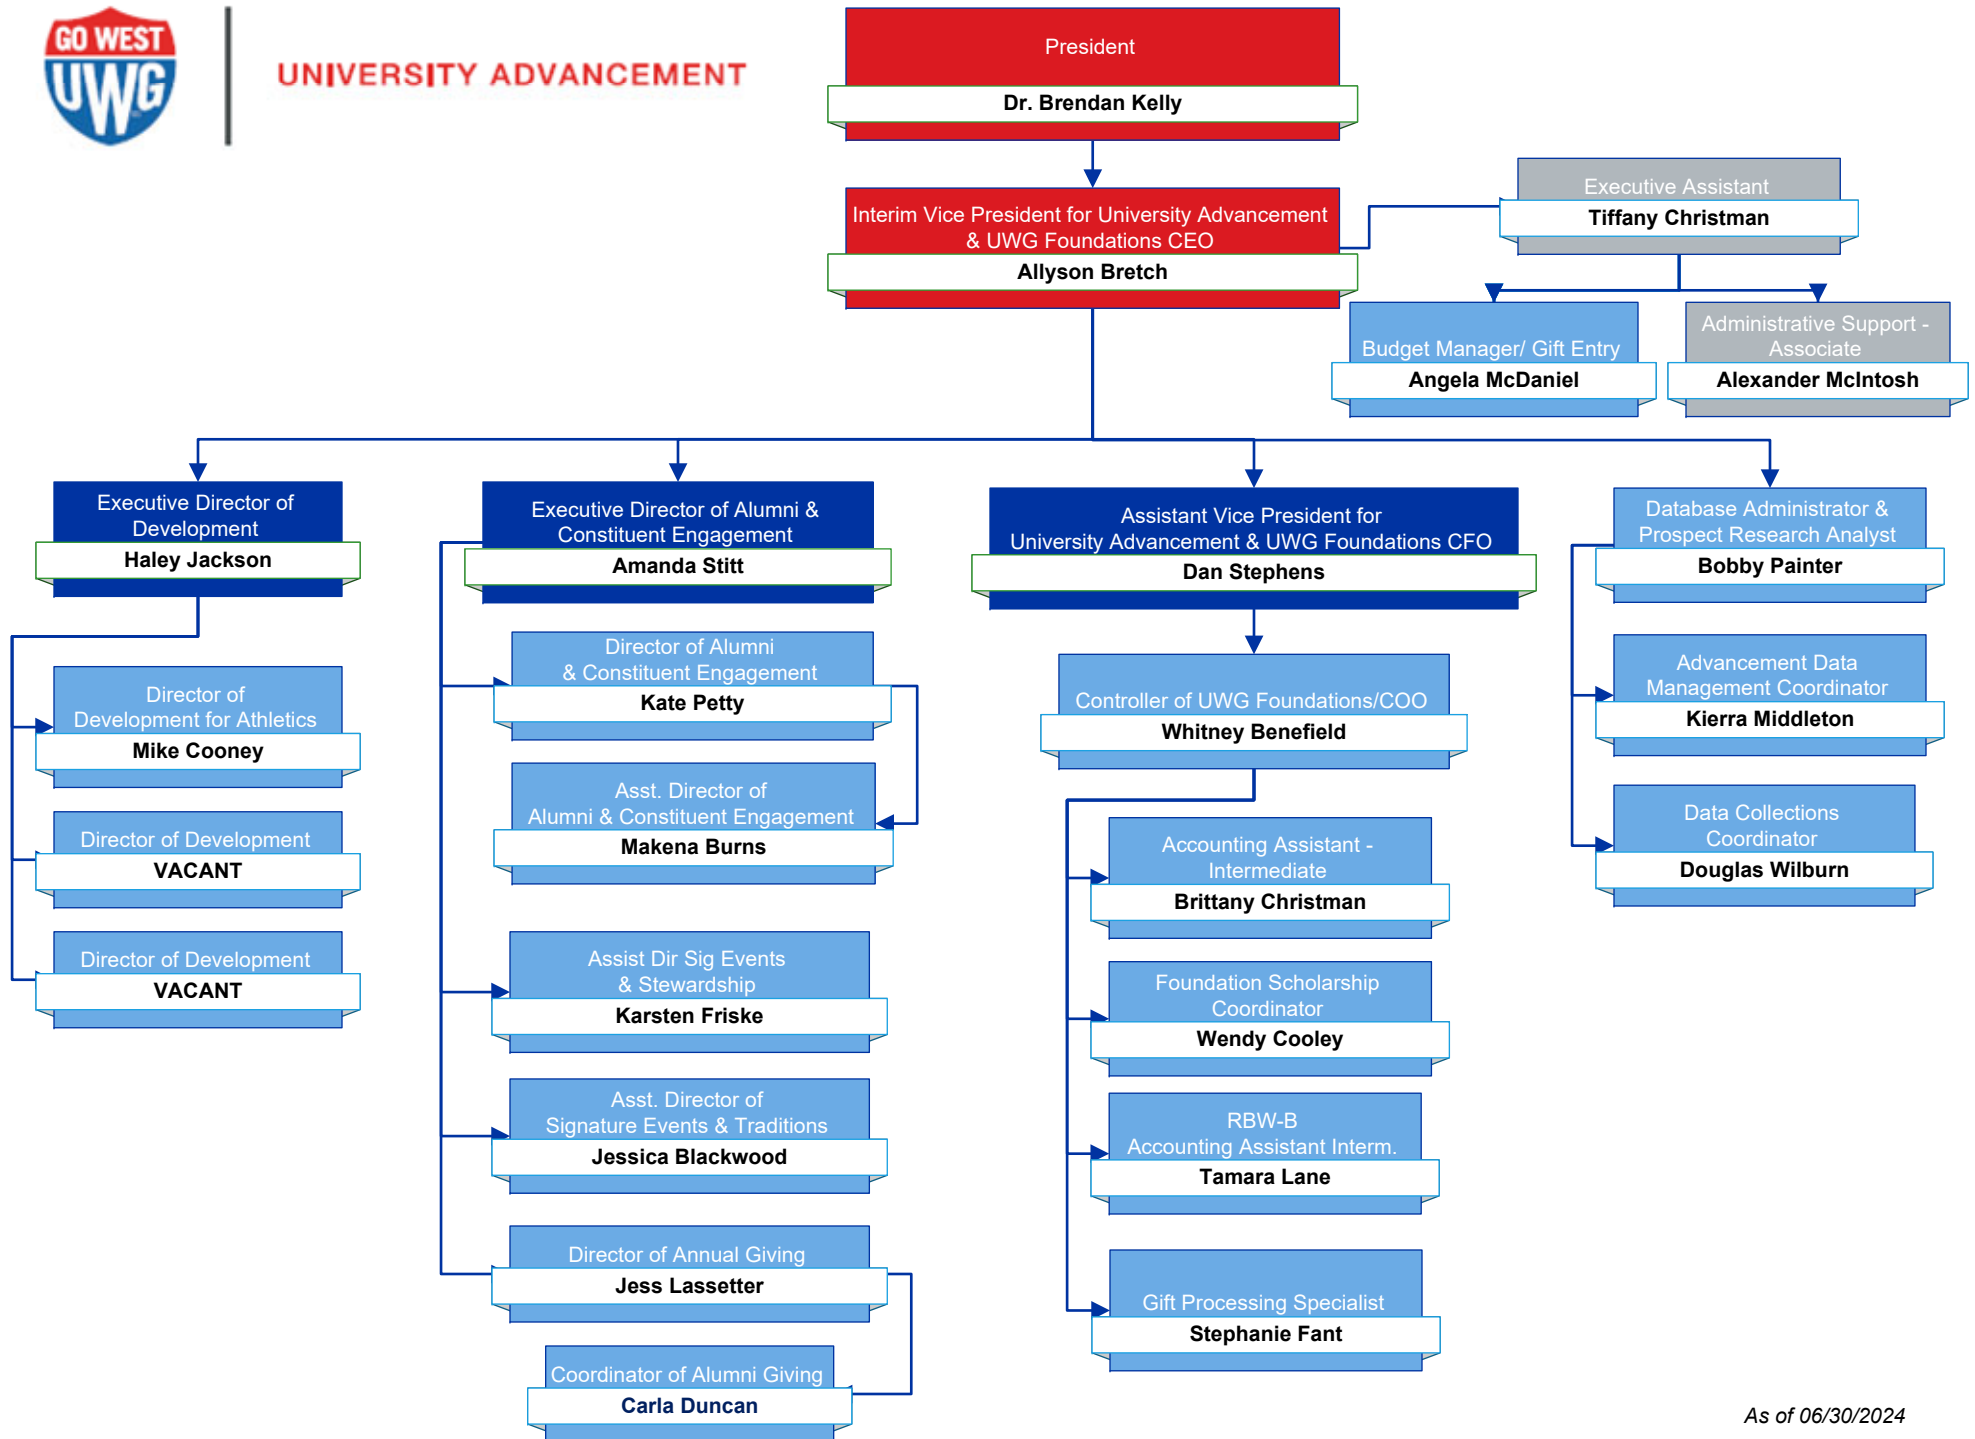 GO WEST
UWG
UNIVERSITY ADVANCEMENT
President
Dr. Brendan Kelly
Interim Vice President for University Advancement
& UWG Foundations CEO
Allyson Bretch
Executive Assistant
Tiffany Christman
Budget Manager/ Gift Entry
Angela McDaniel
Administrative Support -
Associate
Alexander McIntosh
Executive Director of
Development
Haley Jackson
Director of
Development for Athletics
Mike Cooney
Director of Development
VACANT
Director of Development
VACANT
Executive Director of Alumni &
Constituent Engagement
Amanda Stitt
Director of Alumni
& Constituent Engagement
Kate Petty
Asst. Director of
Alumni & Constituent Engagement
Makena Burns
Assist Dir Sig Events
& Stewardship
Karsten Friske
Asst. Director of
Signature Events & Traditions
Jessica Blackwood
Director of Annual Giving
Jess Lassetter
Coordinator of Alumni Giving
Carla Duncan
Assistant Vice President for
University Advancement & UWG Foundations CFO
Dan Stephens
Controller of UWG Foundations/COO
Whitney Benefield
Accounting Assistant -
Intermediate
Brittany Christman
Foundation Scholarship
Coordinator
Wendy Cooley
RBW-B
Accounting Assistant Interm.
Tamara Lane
Gift Processing Specialist
Stephanie Fant
Database Administrator &
Prospect Research Analyst
Bobby Painter
Advancement Data
Management Coordinator
Kierra Middleton
Data Collections
Coordinator
Douglas Wilburn
As of 06/30/2024